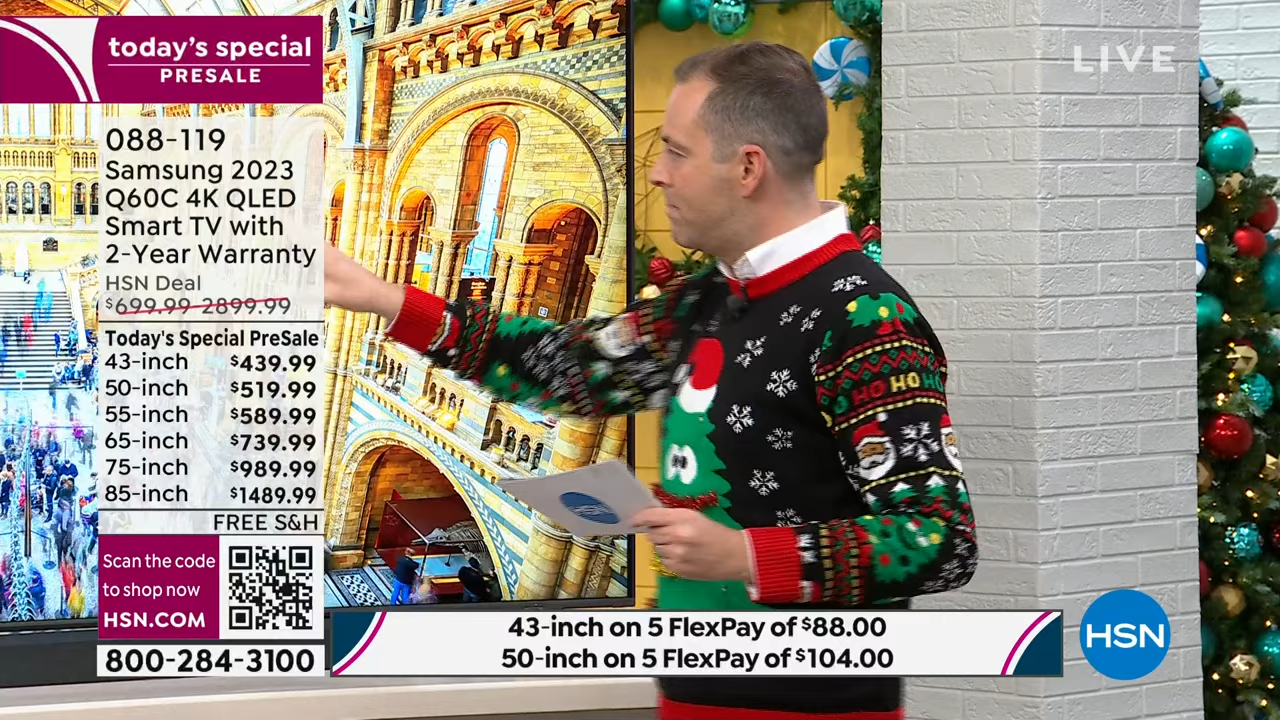 today's special
PRESALE
088-119
Samsung 2023
Q60C 4K QLED
Smart TV with
2-Year Warranty
HSN Deal
$699.99-2899.99
Today's Special PreSale
43-inch $439.99
50-inch $519.99
55-inch $589.99
65-inch $739.99
75-inch $989.99
85-inch $1489.99
FREE S&H
Scan the code
to shop now
HSN.COM
800-284-3100
LIVE
HO HO HO
43-inch on 5 FlexPay of $88.00
50-inch on 5 FlexPay of $104.00
HSN